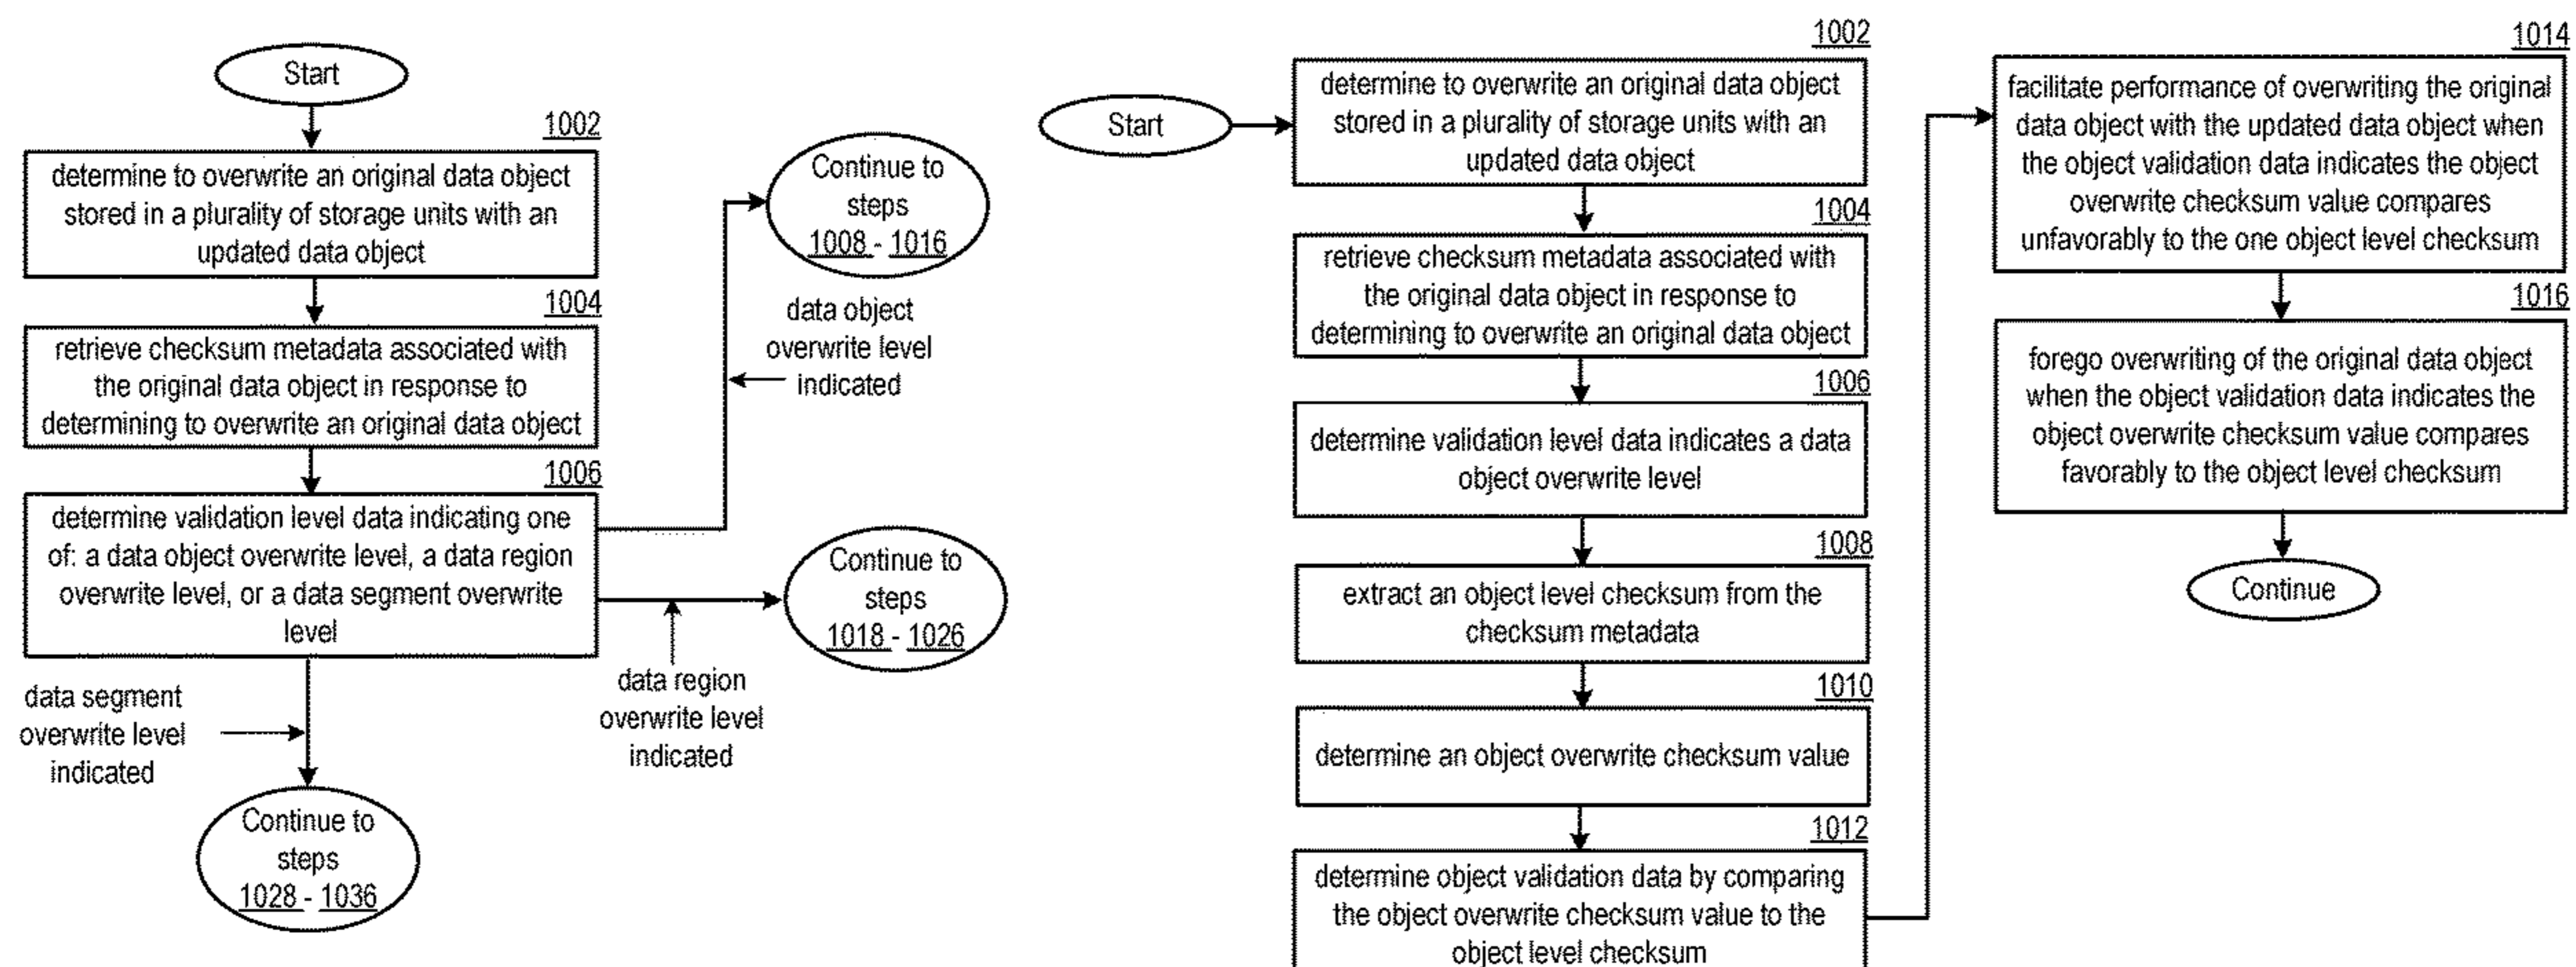 Start
1002
determine to overwrite an original data object
stored in a plurality of storage units with an
updated data object
1004
retrieve checksum metadata associated with
the original data object in response to
determining to overwrite an original data object
1006
determine validation level data indicating one
of: a data object overwrite level, a data region
overwrite level, or a data segment overwrite
level
data segment
overwrite level
indicated
Continue to
steps
1028 - 1036
Continue to
steps
1008 - 1016
data object
overwrite level
indicated
Continue to
steps
1018 - 1026
data region
overwrite level
indicated
Start
1002
determine to overwrite an original data object
stored in a plurality of storage units with an
updated data object
1004
retrieve checksum metadata associated with
the original data object in response to
determining to overwrite an original data object
1006
determine validation level data indicates a data
object overwrite level
1008
extract an object level checksum from the
checksum metadata
1010
determine an object overwrite checksum value
1012
determine object validation data by comparing
the object overwrite checksum value to the
object level checksum
1014
facilitate performance of overwriting the original
data object with the updated data object when
the object validation data indicates the object
overwrite checksum value compares
unfavorably to the one object level checksum
1016
forego overwriting of the original data object
when the object validation data indicates the
object overwrite checksum value compares
favorably to the object level checksum
Continue